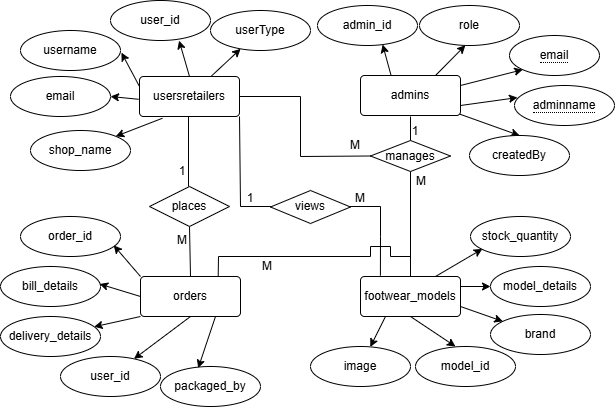 user_id
admin_id
role
userType
username
email
email
usersretailers
admins
adminname
shop_name
1
M
manages
createdBy
1
M
places
1
views
M
order_id
M
stock_quantity
M
bill_details
orders
footwear_models
model_details
delivery_details
brand
image
model_id
user_id
packaged_by